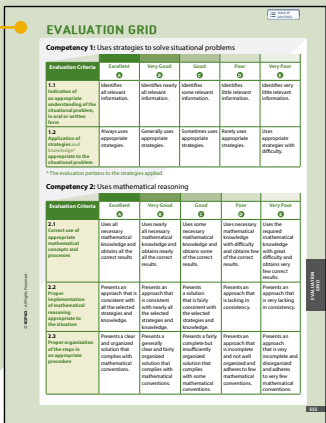 TABLE OF
CONTENTS
EVALUATION GRID
Competency 1: Uses strategies to solve situational problems
Evaluation Criteria
Excellent
A
Very Good
B
Good
C
Poor
D
Very Poor
E
1.1
Indication of
an appropriate
understanding of the
situational problem,
in oral or written
form
Identifies
all relevant
information.
Identifies nearly
all relevant
information.
Identifies
some relevant
information.
Identifies
little relevant
information.
Identifies very
little relevant
information.
1.2
Application of
strategies and
knowledge*
appropriate to the
situational problem
Always uses
appropriate
strategies.
Generally uses
appropriate
strategies.
Sometimes uses
appropriate
strategies.
Rarely uses
appropriate
strategies.
Uses
appropriate
strategies with
difficulty.
* The evaluation pertains to the strategies applied.
Competency 2: Uses mathematical reasoning
Evaluation Criteria
Excellent
A
Very Good
B
Good
C
Poor
D
Very Poor
E
2.1
Correct use of
appropriate
mathematical
concepts and
processes
Uses all
necessary
mathematical
knowledge and
obtains all the
correct results.
Uses nearly
all necessary
mathematical
knowledge and
obtains nearly
all the correct
results.
Uses some
necessary
mathematical
knowledge and
obtains some
of the correct
results.
Uses necessary
mathematical
knowledge
with difficulty
and obtains few
of the correct
results.
Uses the
required
mathematical
knowledge
with great
difficulty and
obtains very
few correct
results.
2.2
Proper
implementation
of mathematical
reasoning
appropriate to
the situation
Presents an
approach that is
consistent with
all the selected
strategies and
knowledge.
Presents an
approach that
is consistent
with nearly all
the selected
strategies and
knowledge.
Presents
a solution
that is fairly
consistent with
the selected
strategies and
knowledge.
Presents an
approach that
is lacking in
consistency.
Presents an
approach that
is very lacking
in consistency.
2.3
Proper organization
of the steps in
an appropriate
procedure
Presents a clear
and organized
solution that
complies with
mathematical
conventions.
Presents a
generally
clear and fairly
organized
solution that
complies with
mathematical
conventions.
Presents a fairly
complete but
insufficiently
organized
solution that
complies
with some
mathematical
conventions.
Presents an
approach that
is incomplete
and not well
organized and
adheres to few
mathematical
conventions.
Presents an
approach that
is very
incomplete and
disorganized
and adheres
to very few
mathematical
conventions.
© SOFAD - All Rights Reserved.
EVALUATION
GRID
555